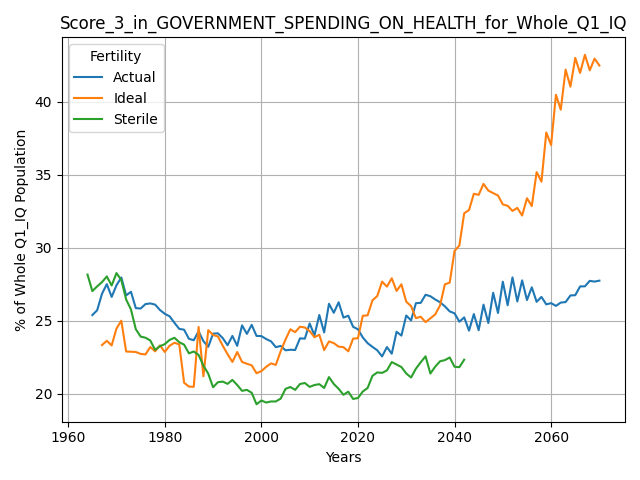 Score_3_in_GOVERNMENT_SPENDING_ON_HEALTH_for_Whole_Q1_IQ
Fertility
Actual
Ideal
Sterile
% of Whole Q1_IQ Population
40
35
30
25
20
1960 1980 2000 2020 2040 2060
Years